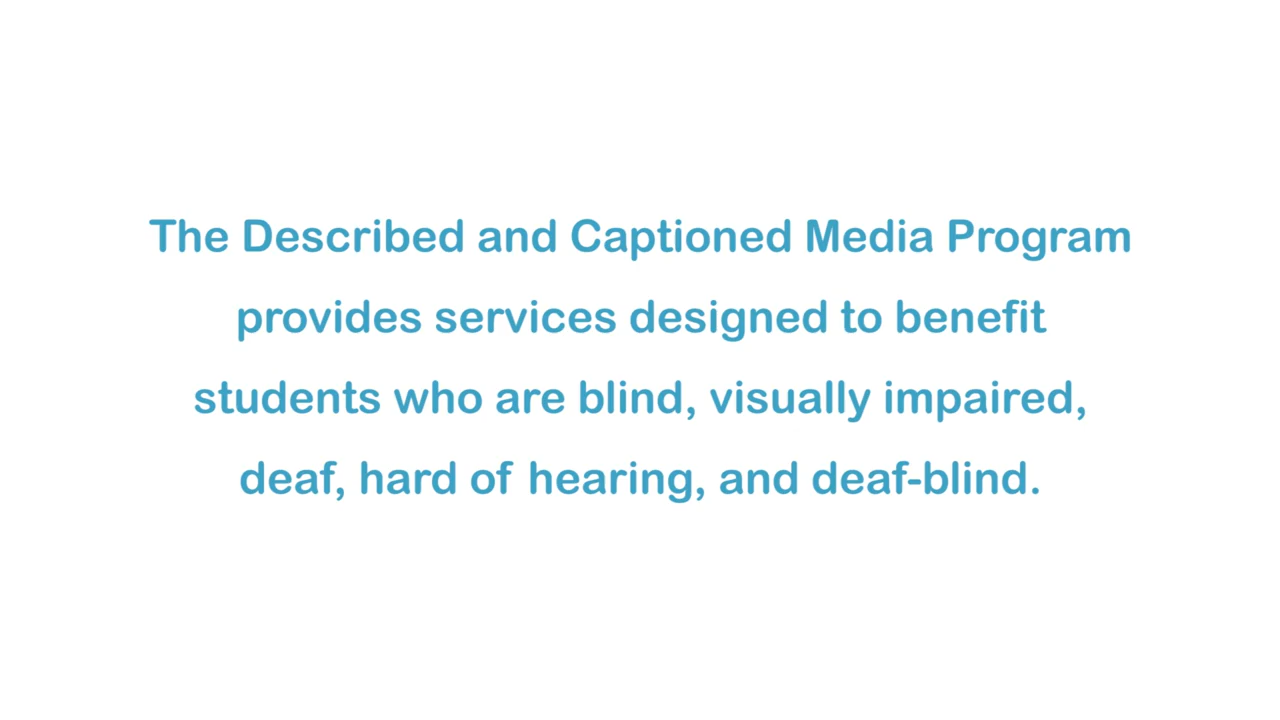 The Described and Captioned Media Program
provides services designed to benefit
students who are blind, visually impaired,
deaf, hard of hearing, and deaf-blind.